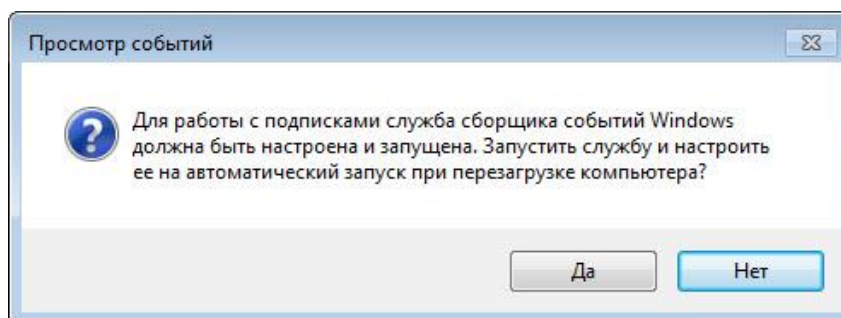 Просмотр событий
Для работы с подписками служба сборщика событий Windows
должна быть настроена и запущена. Запустить службу и настроить
ее на автоматический запуск при перезагрузке компьютера?
Да
Нет